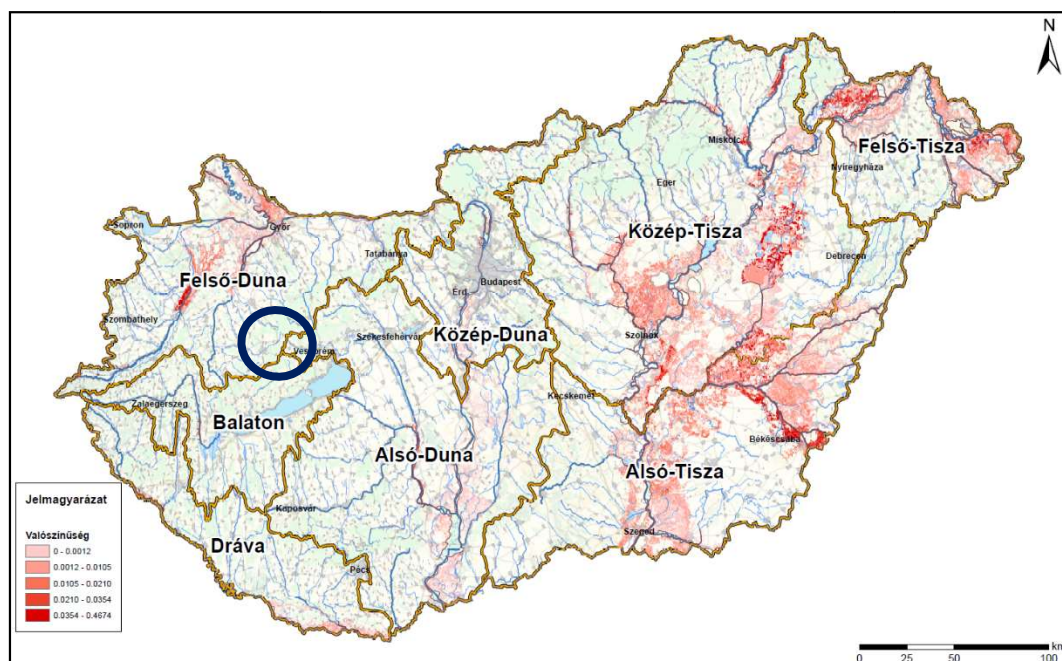 N
Felső-Tisza
Miskolc
Nyíregyháza
Eger
Közép-Tisza
Sopron
Győr
Tatabánya
Debrecen
Felső-Duna
Budapest
Érd
Szombathely
Székesfehérvár
Közép-Duna
Szolnok
Veszprém
Kecskemét
Zalaegerszeg
Balaton
Alsó-Duna
Békéscsaba
Alsó-Tisza
Jelmagyarázat
Kaposvár
Szeged
Valószínűség
0 - 0.0012
Dráva
0.0012 - 0.0105
Pécs
0.0105 - 0.0210
0.0210 - 0.0354
0.0354 - 0.4674
km
0 25 50 100